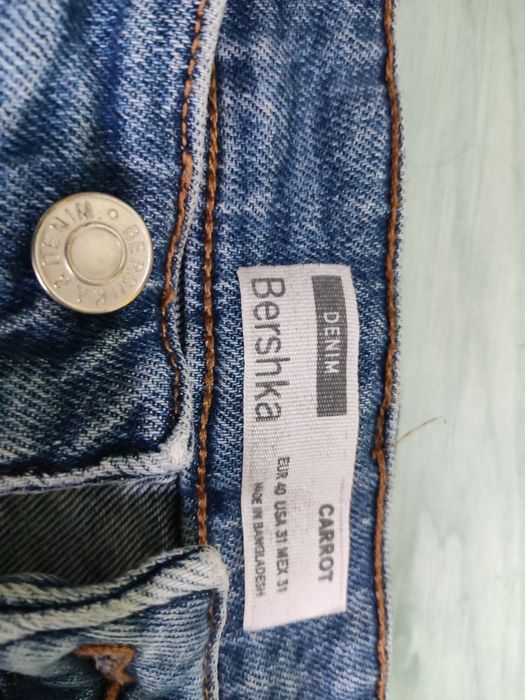 DENIM
Bershka
CARROT
EUR 40 USA 31 MEX 31
MADE IN BANGLADESH
BERSHKA DENIM